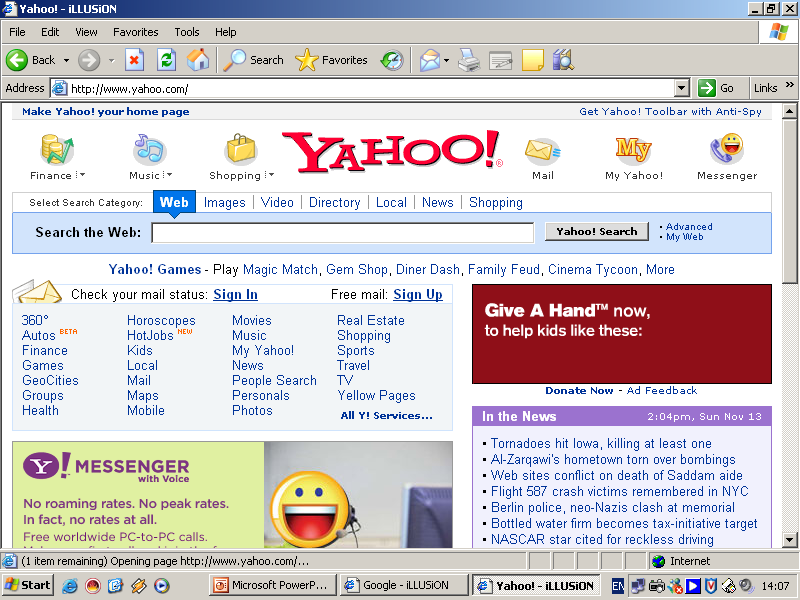 Yahoo! - iLLUSiON
File Edit View Favorites Tools Help
Back Search Favorites
Address http://www.yahoo.com/ Go Links »
Make Yahoo! your home page Get Yahoo! Toolbar with Anti-Spy
YAHOO! ®
My
Finance Music Shopping Mail My Yahoo! Messenger
Select Search Category: Web Images Video Directory Local News Shopping
Search the Web: Yahoo! Search
• Advanced
• My Web
Yahoo! Games - Play Magic Match, Gem Shop, Diner Dash, Family Feud, Cinema Tycoon, More
Check your mail status: Sign In Free mail: Sign Up
360° Horoscopes Movies Real Estate
Autos BETA HotJobs NEW Music Shopping
Finance Kids My Yahoo! Sports
Games Local News Travel
GeoCities Mail People Search TV
Groups Maps Personals Yellow Pages
Health Mobile Photos All Y! Services...
Give A Hand™ now,
to help kids like these:
Donate Now - Ad Feedback
In the News 2:04pm, Sun Nov 13
• Tornadoes hit Iowa, killing at least one
• Al-Zarqawi's hometown torn over bombings
• Web sites conflict on death of Saddam aide
• Flight 587 crash victims remembered in NYC
• Berlin police, neo-Nazis clash at memorial
• Bottled water firm becomes tax-initiative target
• NASCAR star cited for reckless driving
Y! MESSENGER
with Voice
No roaming rates. No peak rates.
In fact, no rates at all.
Free worldwide PC-to-PC calls.
(1 item remaining) Opening page http://www.yahoo.com/... Internet
Start Microsoft PowerP... Google - iLLUSiON Yahoo! - iLLUSiON EN 14:07